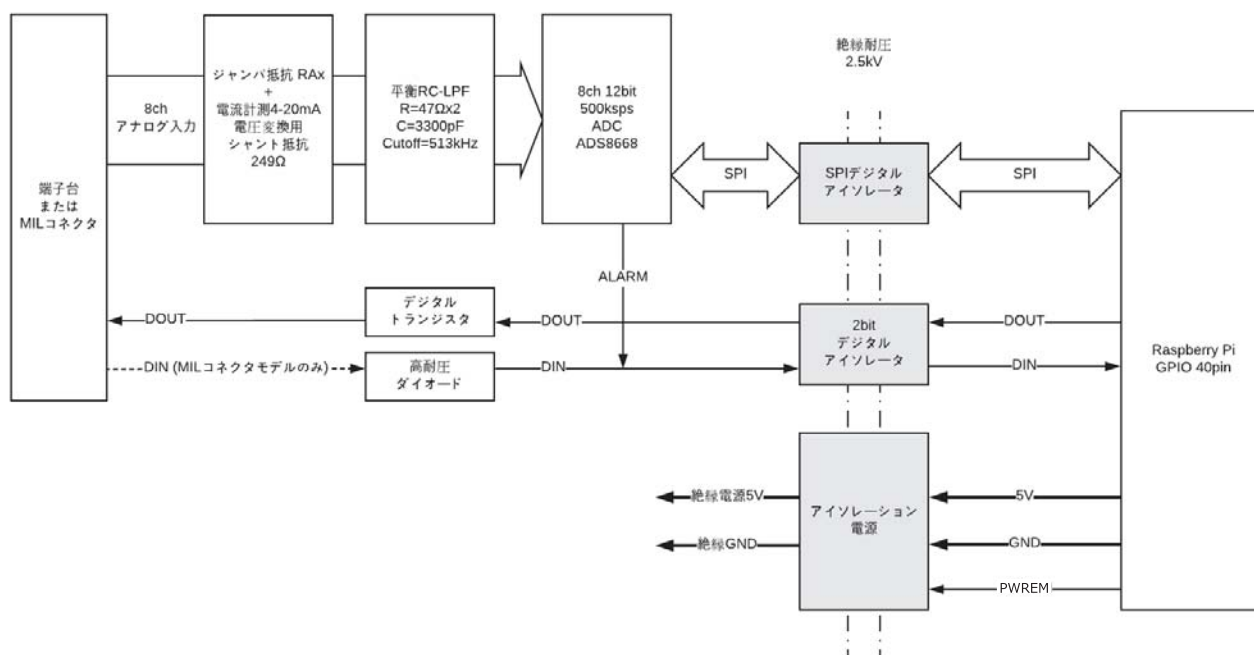 絶縁耐圧
2.5kV
端子台
または
MILコネクタ
8ch
アナログ入力
ジャンパ抵抗 RAx
+
電流計測4-20mA
電圧変換用
シャント抵抗
249Ω
平衡RC-LPF
R=47Ωx2
C=3300pF
Cutoff=513kHz
8ch 12bit
500ksps
ADC
ADS8668
SPI
SPIデジタル
アイソレータ
SPI
ALARM
DOUT
デジタル
トランジスタ
DOUT
2bit
デジタル
アイソレータ
DOUT
DIN (MILコネクタモデルのみ)
高耐圧
ダイオード
DIN
DIN
Raspberry Pi
GPIO 40pin
絶縁電源5V
絶縁GND
アイソレーション
電源
5V
GND
PWREM